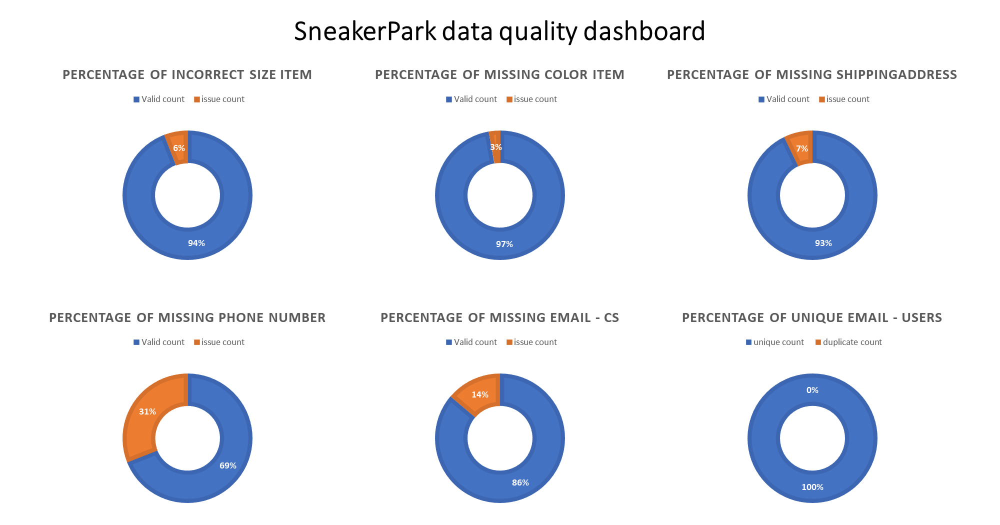 SneakerPark data quality dashboard
PERCENTAGE OF INCORRECT SIZE ITEM
Valid count issue count
6%
94%
PERCENTAGE OF MISSING COLOR ITEM
Valid count issue count
3%
97%
PERCENTAGE OF MISSING SHIPPINGADDRESS
Valid count issue count
7%
93%
PERCENTAGE OF MISSING PHONE NUMBER
Valid count issue count
31%
69%
PERCENTAGE OF MISSING EMAIL - CS
Valid count issue count
14%
86%
PERCENTAGE OF UNIQUE EMAIL - USERS
unique count duplicate count
0%
100%